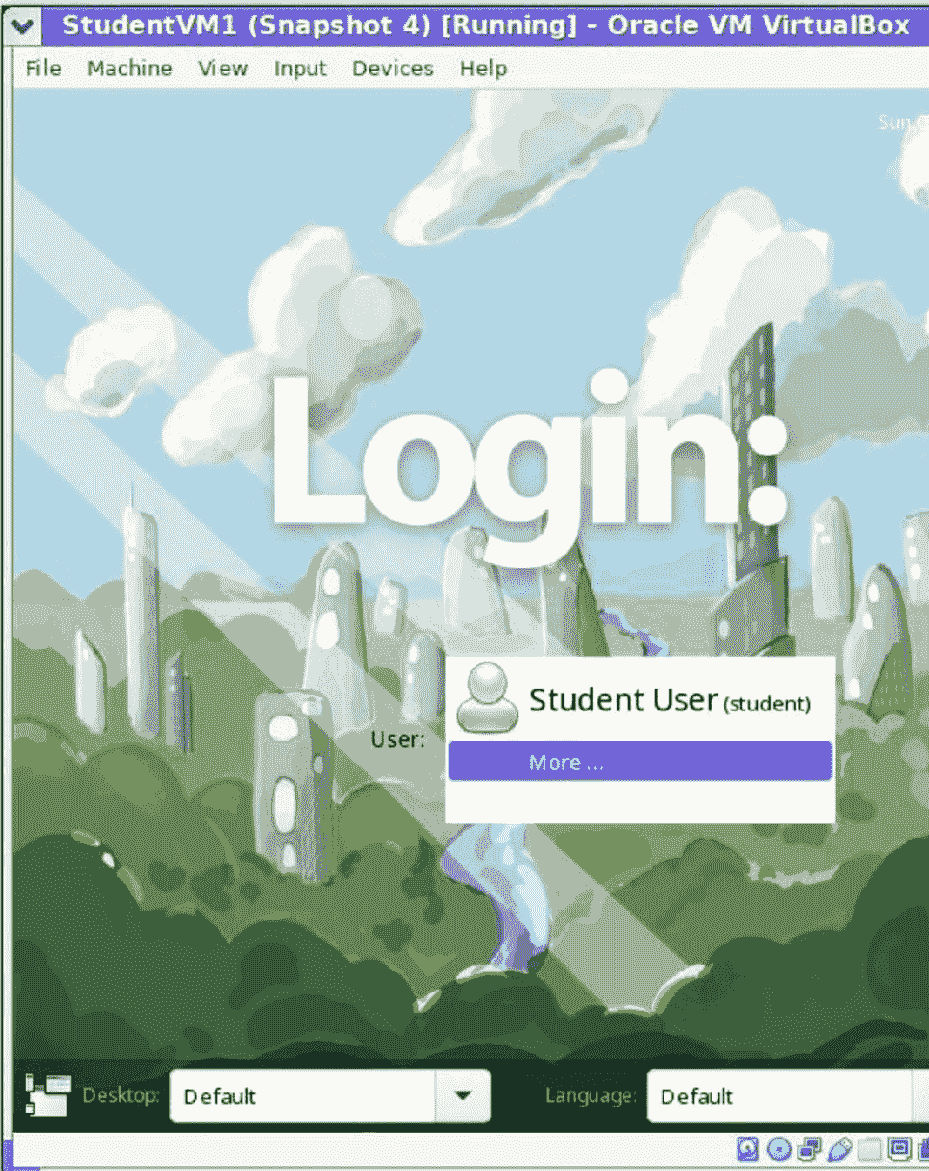 StudentVM1 (Snapshot 4) [Running] - Oracle VM VirtualBox
File Machine View Input Devices Help
Sun
Login:
Student User (student)
User:
More ...
Desktop: Default Language: Default